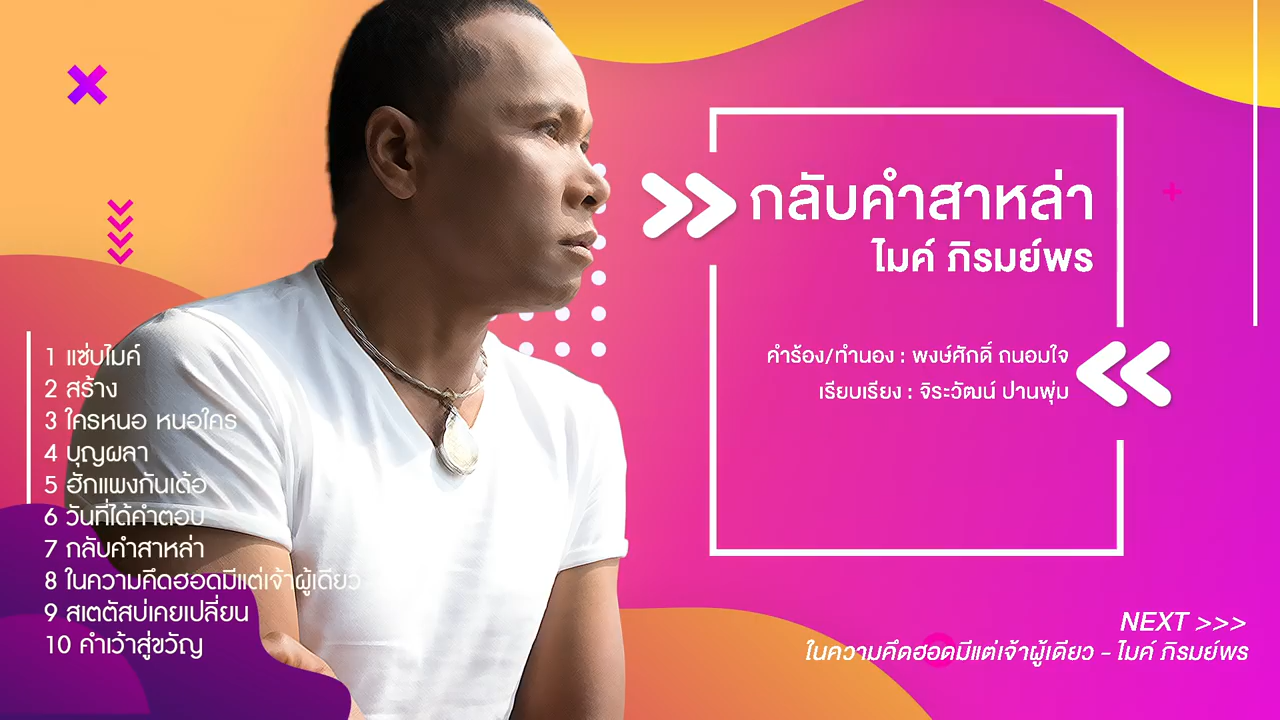 กลับคำสาหล่า
ไมค์ ภิรมย์พร
คำร้อง/ทำนอง : พงษ์ศักดิ์ ถนอมใจ
เรียบเรียง : จิระวัฒน์ ปานพุ่ม
1 แซ่บไมค์
2 สร้าง
3 ใครหนอ หนอใคร
4 บุญผลา
5 ฮักแพงกันเด้อ
6 วันที่ได้คำตอบ
7 กลับคำสาหล่า
8 ในความคึดฮอดมีแต่เจ้าผู้เดียว
9 สเตตัสบ่เคยเปลี่ยน
10 คำเว้าสู่ขวัญ
NEXT >>>
ในความคึดฮอดมีแต่เจ้าผู้เดียว - ไมค์ ภิรมย์พร